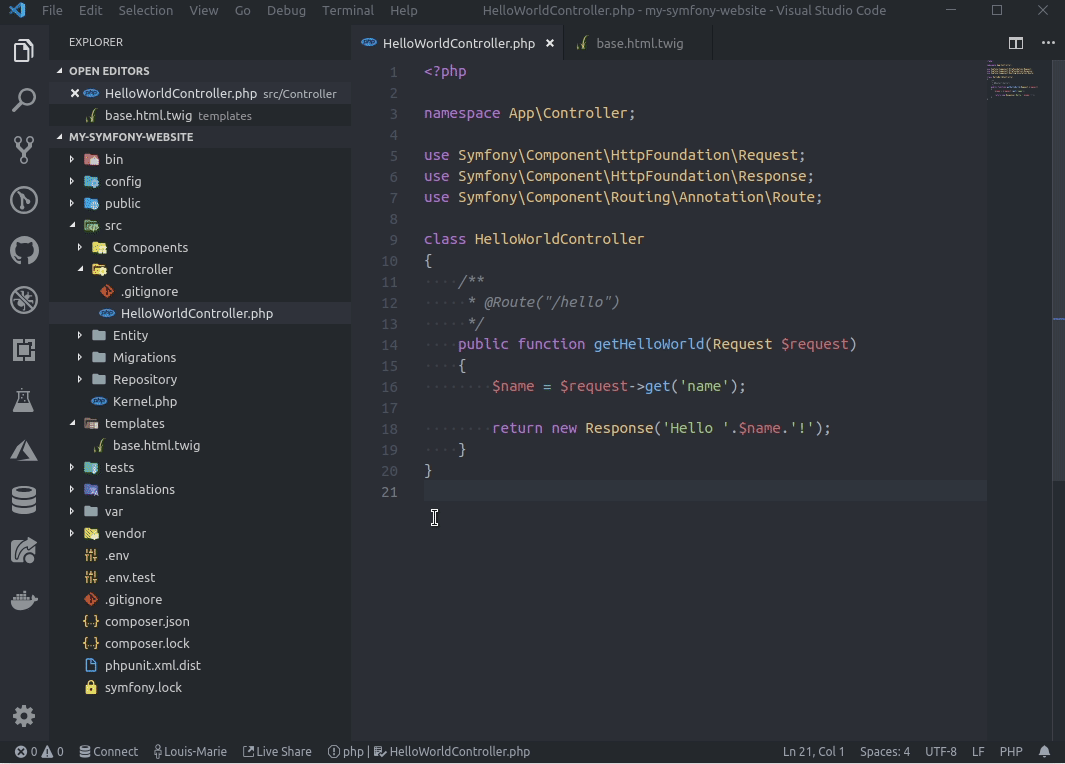 File Edit Selection View Go Debug Terminal Help HelloWorldController.php - my-symfony-website - Visual Studio Code
EXPLORER
OPEN EDITORS
HelloWorldController.php src/Controller
base.html.twig templates
MY-SYMFONY-WEBSITE
bin
config
public
src
Components
Controller
.gitignore
HelloWorldController.php
Entity
Migrations
Repository
Kernel.php
templates
base.html.twig
tests
translations
var
vendor
.env
.env.test
.gitignore
composer.json
composer.lock
phpunit.xml.dist
symfony.lock
HelloWorldController.php base.html.twig
1 <?php
2
3 namespace App\Controller;
4
5 use Symfony\Component\HttpFoundation\Request;
6 use Symfony\Component\HttpFoundation\Response;
7 use Symfony\Component\Routing\Annotation\Route;
8
9 class HelloWorldController
10 {
11 /**
12 * @Route("/hello")
13 */
14 public function getHelloWorld(Request $request)
15 {
16 $name = $request->get('name');
17
18 return new Response('Hello '.$name.'!');
19 }
20 }
21
0 0 Connect Louis-Marie Live Share php | HelloWorldController.php Ln 21, Col 1 Spaces: 4 UTF-8 LF PHP